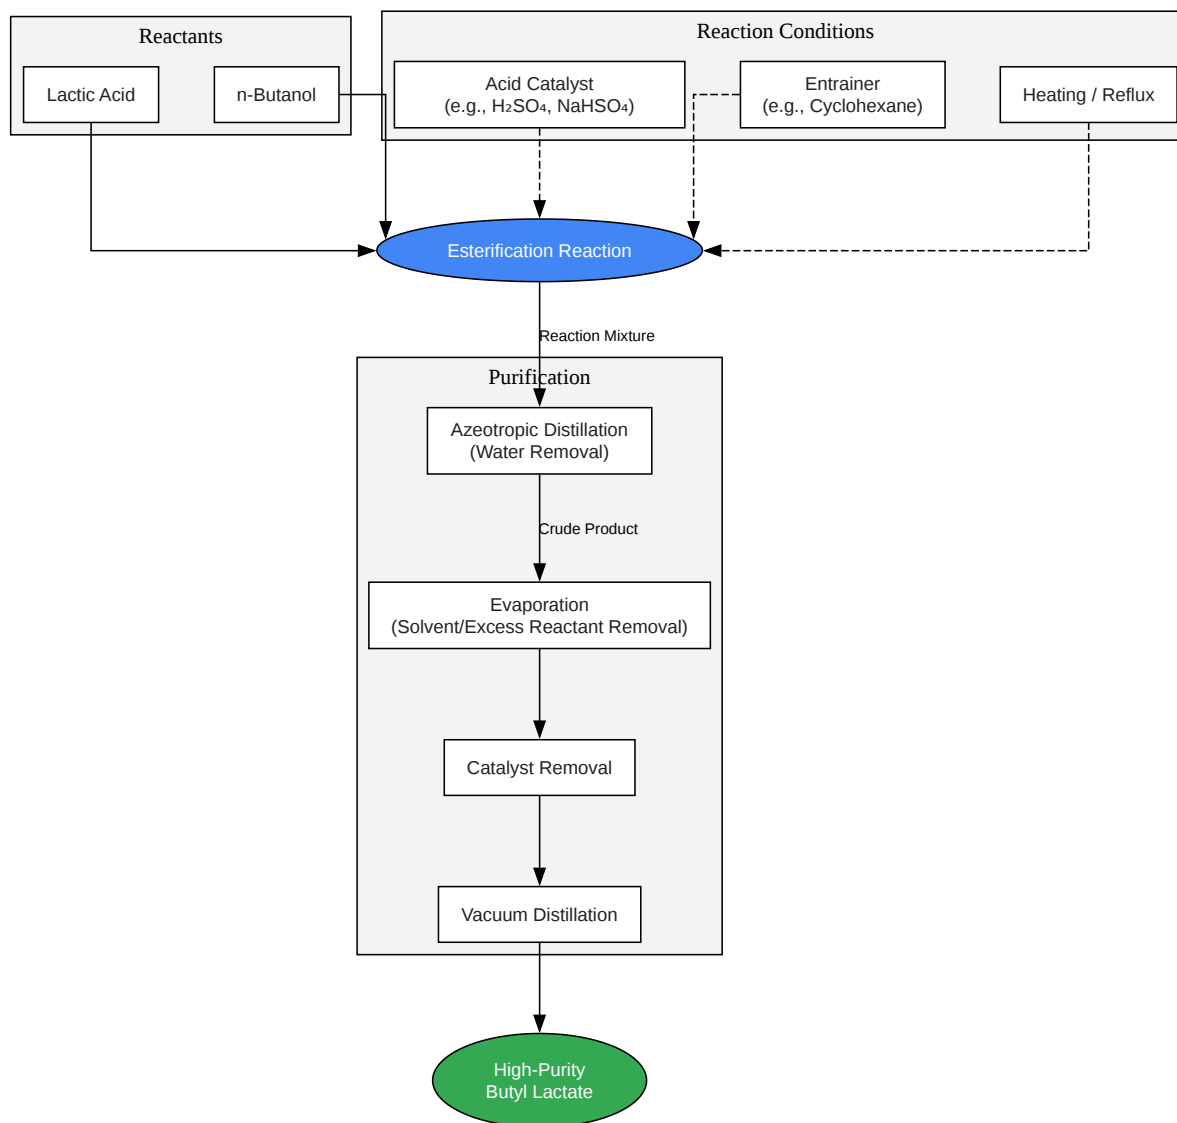 Reactants
Reaction Conditions
Lactic Acid
n-Butanol
Acid Catalyst
(e.g., H₂SO₄, NaHSO₄)
Entrainer
(e.g., Cyclohexane)
Heating / Reflux
Esterification Reaction
Reaction Mixture
Purification
Azeotropic Distillation
(Water Removal)
Crude Product
Evaporation
(Solvent/Excess Reactant Removal)
Catalyst Removal
Vacuum Distillation
High-Purity
Butyl Lactate